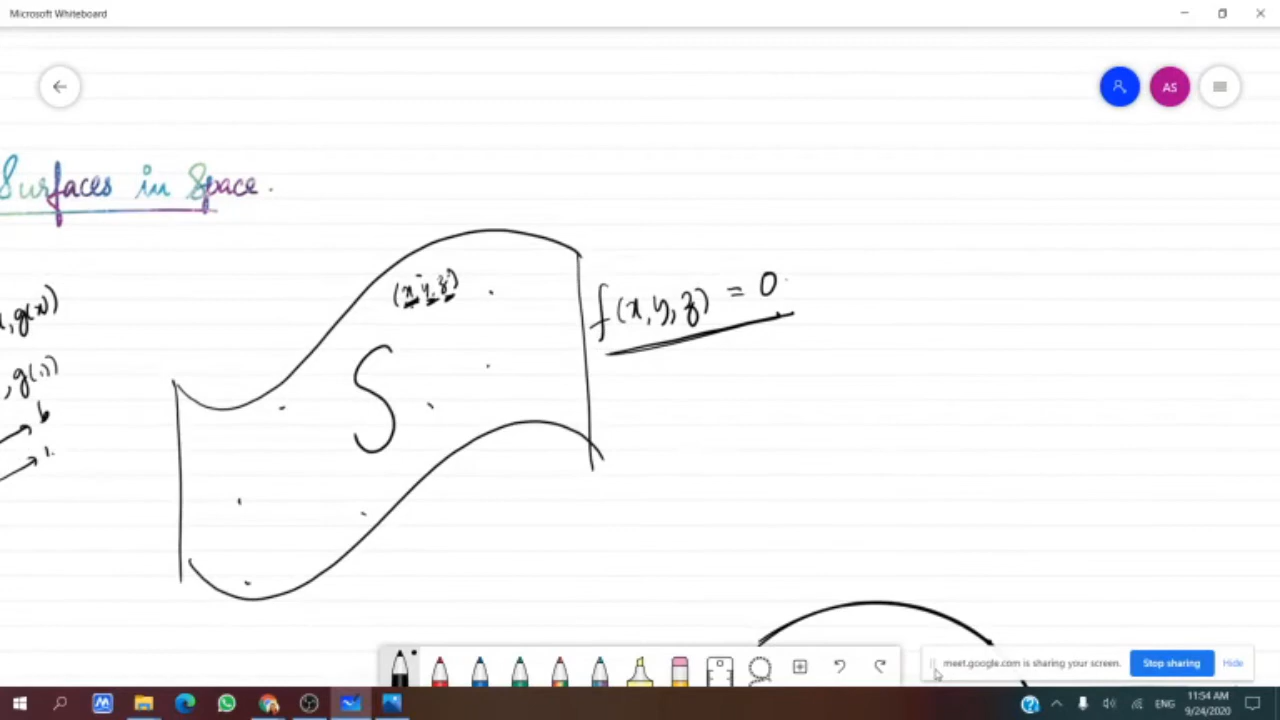 Microsoft Whiteboard
AS
Surfaces in Space.
(x, y, z)
f(x, y, z) = 0
, g(x)
, g(.)
b
S
meet.google.com is sharing your screen.
Stop sharing
Hide
11:54 AM
ENG
9/24/2020